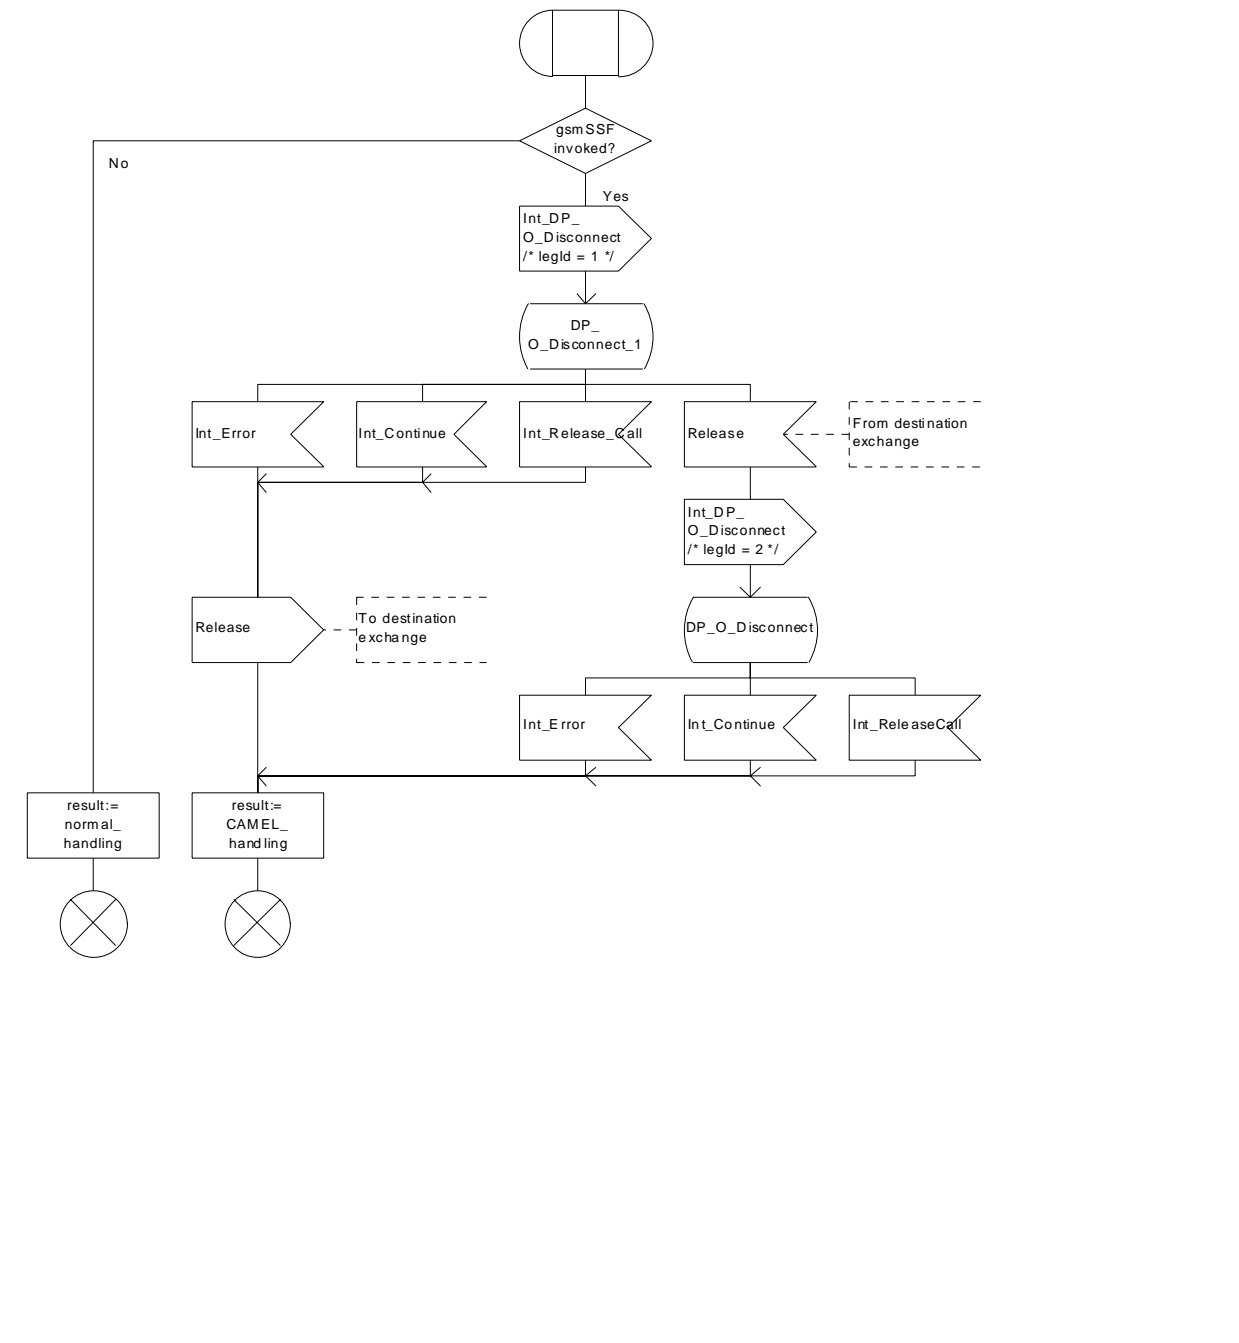 gsmSSF
invoked?
No
Yes
Int_DP_
O_Disconnect
/* legId = 1 */
DP_
O_Disconnect_1
Int_Error
Int_Continue
Int_Release_Call
Release
From destination
exchange
Int_DP_
O_Disconnect
/* legId = 2 */
Release
To destination
exchange
DP_O_Disconnect
Int_Error
Int_Continue
Int_ReleaseCall
result:=
normal_
handling
result:=
CAMEL_
handling